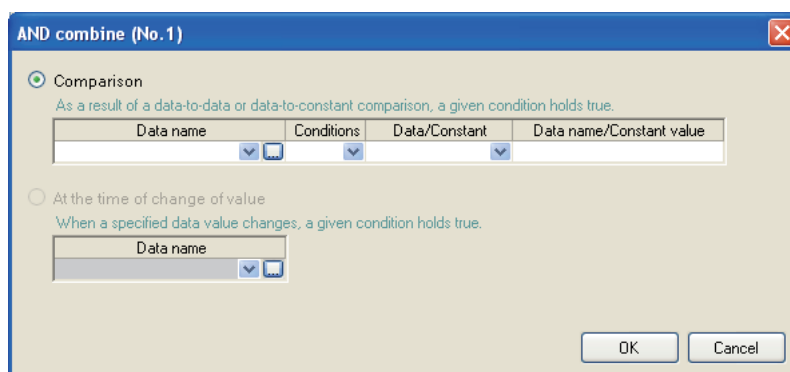 AND combine (No.1)
Comparison
As a result of a data-to-data or data-to-constant comparison, a given condition holds true.
Data name Conditions Data/Constant Data name/Constant value
At the time of change of value
When a specified data value changes, a given condition holds true.
Data name
OK Cancel